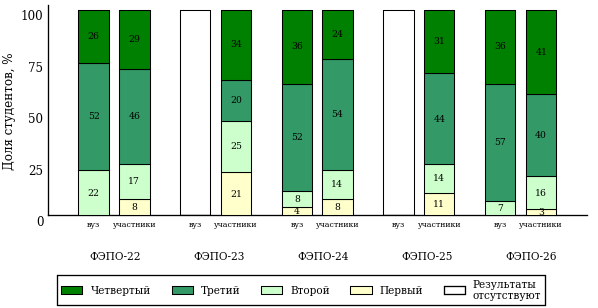 Доля студентов, %
100
75
50
25
0
26 29 34 36 24 31 36 41
52 46 20 52 54 44 57 40
22 17 25 8 14 14 7 16
8 21 4 8 11 3
вуз участники вуз участники вуз участники вуз участники вуз участники
ФЭПО-22 ФЭПО-23 ФЭПО-24 ФЭПО-25 ФЭПО-26
Четвертый Третий Второй Первый Результаты
отсутствуют